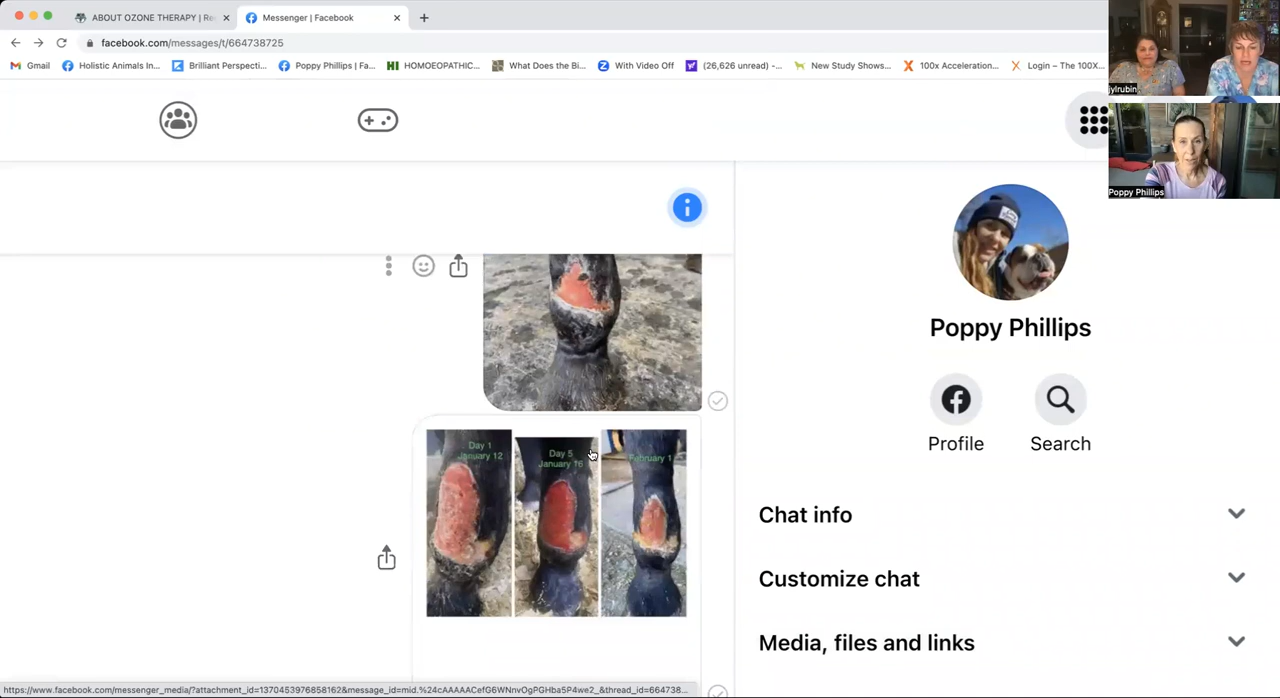 ABOUT OZONE THERAPY | Re
Messenger | Facebook
facebook.com/messages/t/664738725
Gmail
Holistic Animals In...
Brilliant Perspecti...
Poppy Phillips | Fa...
HOMOEOPATHIC...
What Does the Bi...
With Video Off
(26,626 unread) -...
New Study Shows...
100x Acceleration...
Login – The 100X...
jylrubin
Poppy Phillips
Poppy Phillips
Profile
Search
Day 1
January 12
Day 5
January 16
February 1
Chat info
Customize chat
Media, files and links